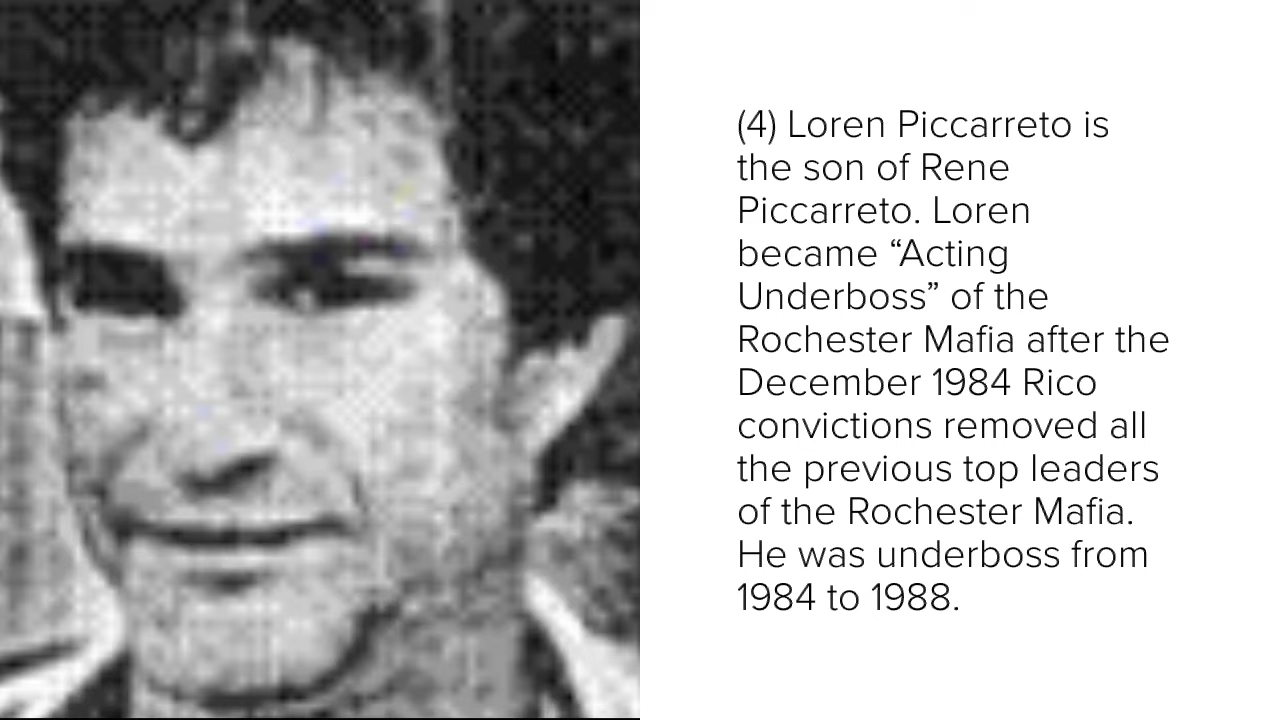 (4) Loren Piccarreto is
the son of Rene
Piccarreto. Loren
became “Acting
Underboss” of the
Rochester Mafia after the
December 1984 Rico
convictions removed all
the previous top leaders
of the Rochester Mafia.
He was underboss from
1984 to 1988.